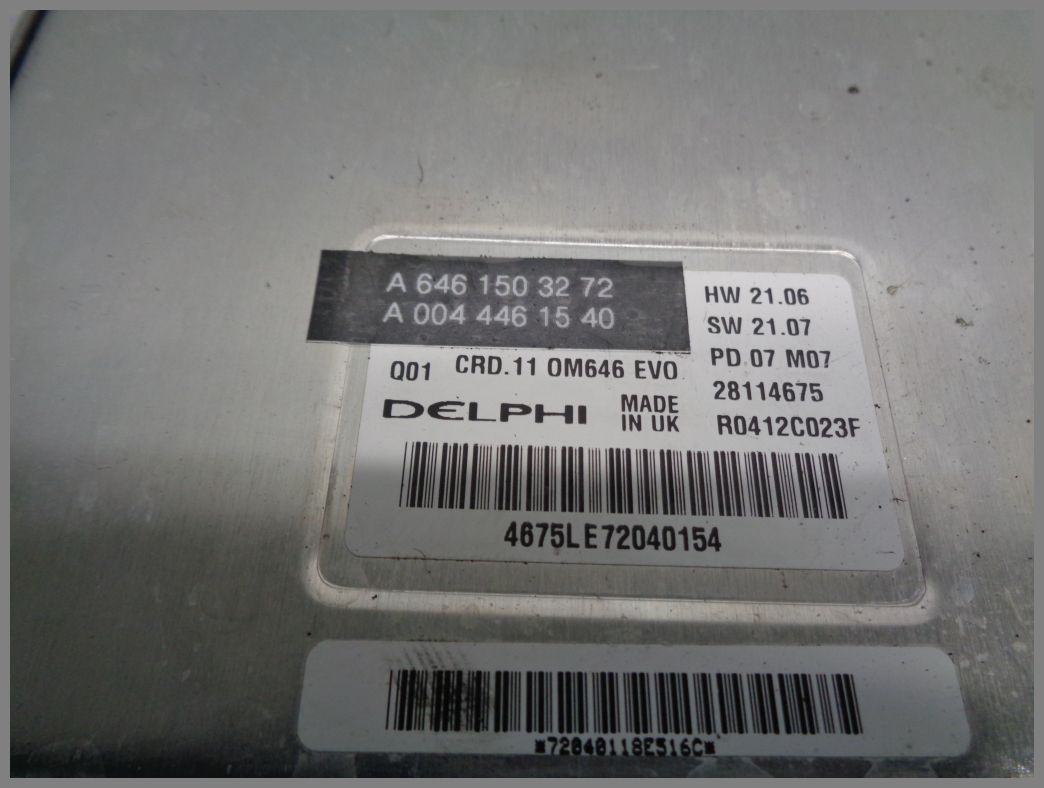 A 646 150 32 72
A 004 446 15 40
HW 21.06
SW 21.07
PD 07 M07
28114675
R0412C023F
Q01 CRD.11 OM646 EVO
DELPHI
MADE
IN UK
4675LE72040154
*72040118E516C*